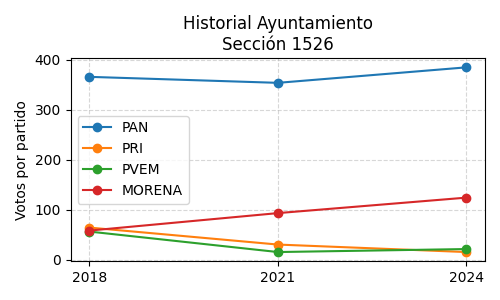 Historial Ayuntamiento
Sección 1526
Votos por partido
400
300
200
100
0
PAN
PRI
PVEM
MORENA
2018 2021 2024